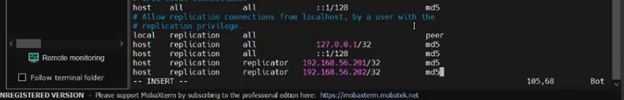 host all all ::1/128 md5
# Allow replication connections from localhost, by a user with the
# replication privilege.
local replication all peer
host replication all 127.0.0.1/32 md5
host replication all ::1/128 md5
host replication replicator 192.168.56.201/32 md5
host replication replicator 192.168.56.202/32 md5
-- INSERT -- 105,68 Bot
Remote monitoring
Follow terminal folder
NREGISTERED VERSION - Please support MobaXterm by subscribing to the professional edition here: https://mobaxterm.mobatek.net